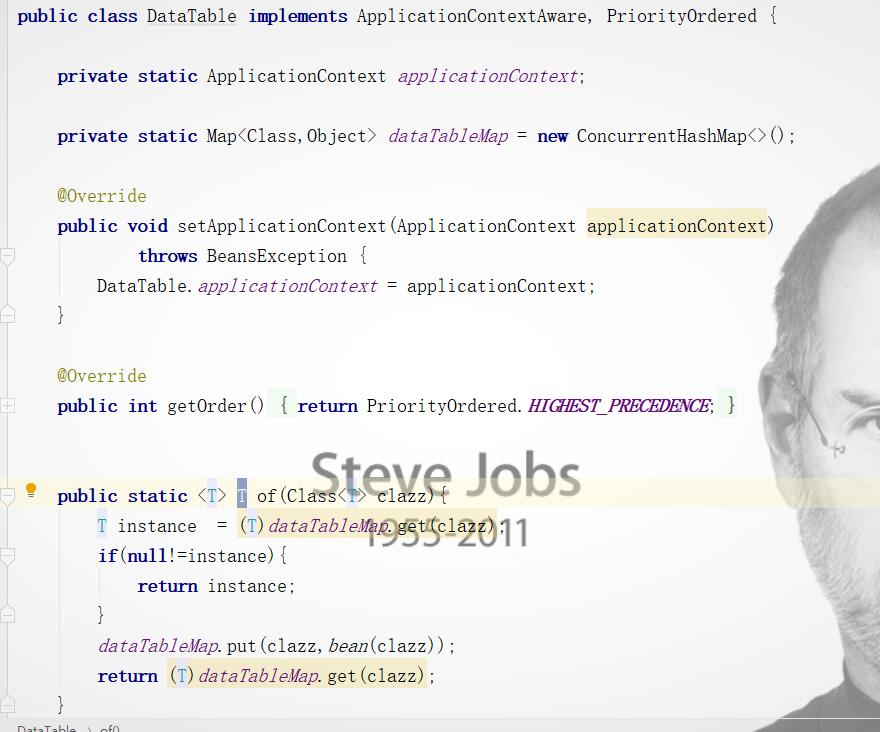 public class DataTable implements ApplicationContextAware, PriorityOrdered {
private static ApplicationContext applicationContext;
private static Map<Class,Object> dataTableMap = new ConcurrentHashMap<>();
@Override
public void setApplicationContext(ApplicationContext applicationContext)
throws BeansException {
DataTable.applicationContext = applicationContext;
}
@Override
public int getOrder() { return PriorityOrdered.HIGHEST_PRECEDENCE; }
Steve Jobs
1955-2011
public static <T> T of(Class<T> clazz){
T instance  = (T)dataTableMap.get(clazz);
if(null!=instance){
return instance;
}
dataTableMap.put(clazz,bean(clazz));
return (T)dataTableMap.get(clazz);
}
DataTable › of()